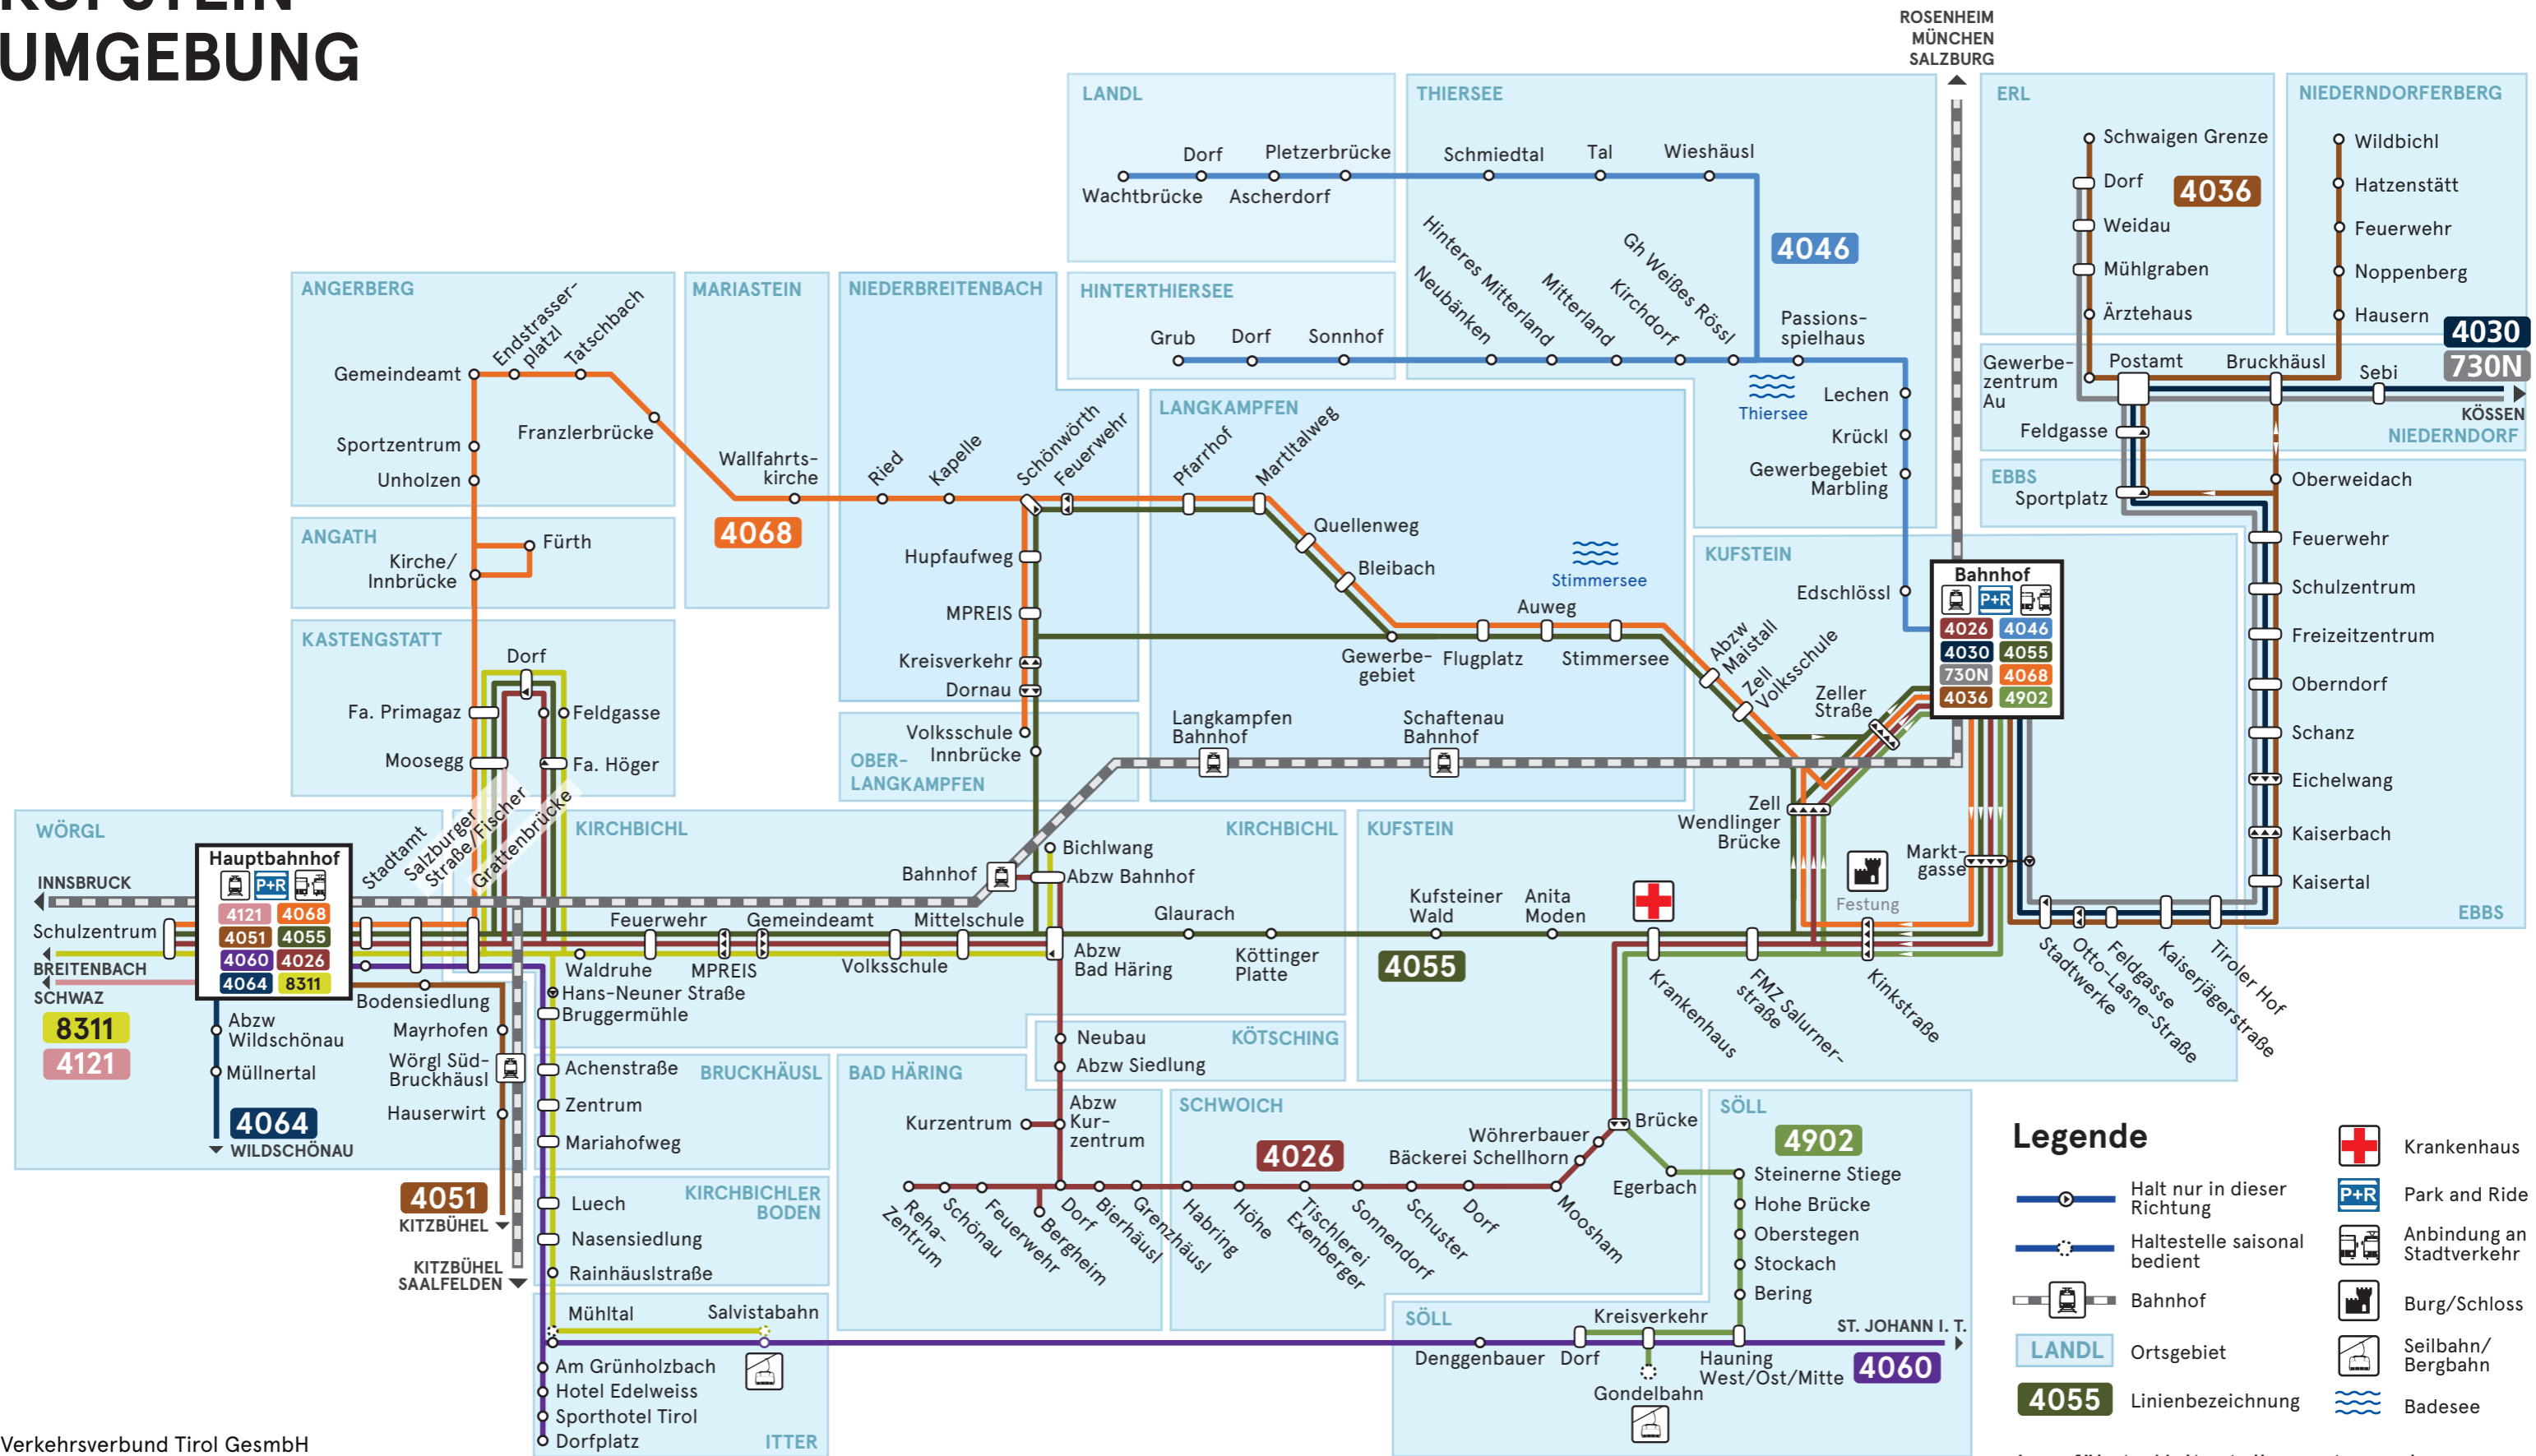 KUFSTEIN
UMGEBUNG
ROSENHEIM
MÜNCHEN
SALZBURG
LANDL
Dorf
Pletzerbrücke
Wachtbrücke
Ascherdorf
THIERSEE
Schmiedtal
Tal
Wieshäusl
4046
Hinteres Mitterland
Neubänken
Mitterland
Kirchdorf
Gh Weißes Rössl
Passions-
spielhaus
Thiersee
Lechen
Krückl
Gewerbegebiet
Marbling
HINTERTHIERSEE
Grub
Dorf
Sonnhof
ERL
Schwaigen Grenze
Dorf
4036
Weidau
Mühlgraben
Ärztehaus
NIEDERNDORFERBERG
Wildbichl
Hatzenstätt
Feuerwehr
Noppenberg
Hausern
4030
730N
Gewerbe-
zentrum
Au
Postamt
Bruckhäusl
Sebi
KÖSSEN
Feldgasse
NIEDERNDORF
EBBS
Sportplatz
Oberweidach
Feuerwehr
Schulzentrum
Freizeitzentrum
Oberndorf
Schanz
Eichelwang
Kaiserbach
Kaisertal
EBBS
ANGERBERG
Endstrasser-
platzl
Tatschbach
Gemeindeamt
Franzlerbrücke
Sportzentrum
Unholzen
MARIASTEIN
Wallfahrts-
kirche
4068
ANGATH
Fürth
Kirche/
Innbrücke
KASTENGSTATT
Dorf
Fa. Primagaz
Feldgasse
Moosegg
Fa. Höger
NIEDERBREITENBACH
Ried
Kapelle
Schönwörth
Feuerwehr
Hupfaufweg
MPREIS
Kreisverkehr
Dornau
OBER-
LANGKAMPFEN
Volksschule
Innbrücke
LANGKAMPFEN
Pfarrhof
Martltalweg
Quellenweg
Bleibach
Stimmersee
Auweg
Gewerbe-
gebiet
Flugplatz
Stimmersee
Langkampfen
Bahnhof
Schaftenau
Bahnhof
KUFSTEIN
Edschlössl
Abzw
Maistall
Zell
Volksschule
Zeller
Straße
Bahnhof
P+R
4026 4046
4030 4055
730N 4068
4036 4902
Zell
Wendlinger
Brücke
Markt-
gasse
Festung
WÖRGL
Hauptbahnhof
P+R
4121 4068
4051 4055
4060 4026
4064 8311
INNSBRUCK
Schulzentrum
BREITENBACH
SCHWAZ
8311
4121
Stadtamt
Salzburger
Straße/Fischer
Grattenbrücke
Bodensiedlung
Abzw
Wildschönau
Müllnertal
4064
WILDSCHÖNAU
Mayrhofen
Wörgl Süd-
Bruckhäusl
Hauserwirt
4051
KITZBÜHEL
KITZBÜHEL
SAALFELDEN
KIRCHBICHL
KIRCHBICHL
Bichlwang
Bahnhof
Abzw Bahnhof
Feuerwehr
Gemeindeamt
Mittelschule
Waldruhe
MPREIS
Volksschule
Abzw
Bad Häring
Hans-Neuner Straße
Bruggermühle
KUFSTEIN
Glaurach
Köttinger
Platte
Kufsteiner
Wald
Anita
Moden
4055
Krankenhaus
FMZ Salurner-
straße
Kinkstraße
Stadtwerke
Otto-Lasne-Straße
Feldgasse
Kaiserjägerstraße
Tiroler Hof
KÖTSCHING
Neubau
Abzw Siedlung
BRUCKHÄUSL
Achenstraße
Zentrum
Mariahofweg
KIRCHBICHLER
BODEN
Luech
Nasensiedlung
Rainhäuslstraße
Mühltal
Salvistabahn
Am Grünholzbach
Hotel Edelweiss
Sporthotel Tirol
Dorfplatz
ITTER
BAD HÄRING
Kurzentrum
Abzw
Kur-
zentrum
Reha-
Zentrum
Schönau
Feuerwehr
Bergheim
Dorf
Bierhäusl
Grenzhäusl
SCHWOICH
4026
Wöhrerbauer
Bäckerei Schellhorn
Brücke
Egerbach
Habring
Höhe
Tischlerei
Exenberger
Sonnendorf
Schuster
Dorf
Moosham
SÖLL
4902
Steinerne Stiege
Hohe Brücke
Oberstegen
Stockach
Bering
SÖLL
Kreisverkehr
ST. JOHANN I. T.
Denggenbauer
Dorf
Hauning
West/Ost/Mitte
4060
Gondelbahn
Legende
Halt nur in dieser
Richtung
Haltestelle saisonal
bedient
Bahnhof
LANDL Ortsgebiet
4055 Linienbezeichnung
Krankenhaus
P+R Park and Ride
Anbindung an
Stadtverkehr
Burg/Schloss
Seilbahn/
Bergbahn
Badesee
Verkehrsverbund Tirol GesmbH